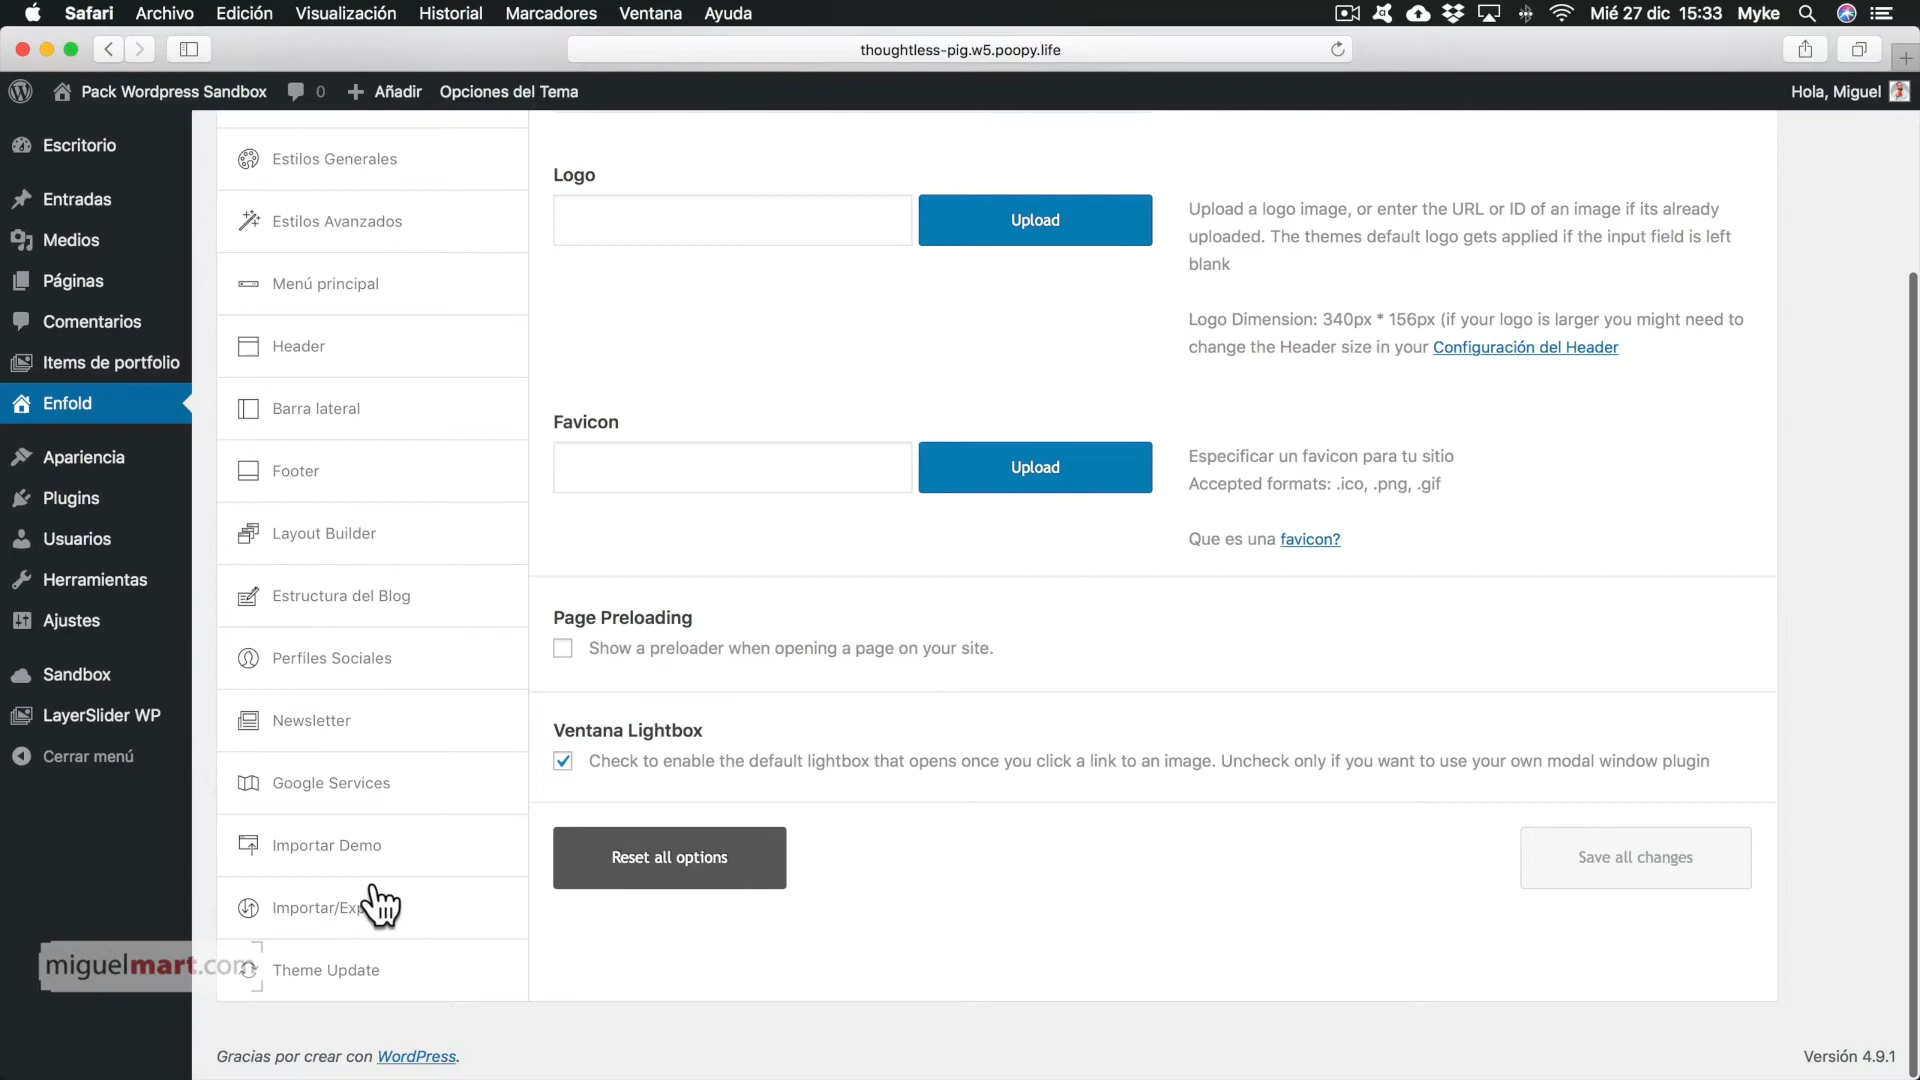 Safari Archivo Edición Visualización Historial Marcadores Ventana Ayuda Mié 27 dic 15:33 Myke
thoughtless-pig.w5.poopy.life
Pack Wordpress Sandbox 0 Añadir Opciones del Tema Hola, Miguel
Escritorio
Entradas
Medios
Páginas
Comentarios
Items de portfolio
Enfold
Apariencia
Plugins
Usuarios
Herramientas
Ajustes
Sandbox
LayerSlider WP
Cerrar menú
Estilos Generales
Estilos Avanzados
Menú principal
Header
Barra lateral
Footer
Layout Builder
Estructura del Blog
Perfiles Sociales
Newsletter
Google Services
Importar Demo
Importar/Exp
Theme Update
Logo
Upload
Upload a logo image, or enter the URL or ID of an image if its already
uploaded. The themes default logo gets applied if the input field is left
blank
Logo Dimension: 340px * 156px (if your logo is larger you might need to
change the Header size in your Configuración del Header
Favicon
Upload
Especificar un favicon para tu sitio
Accepted formats: .ico, .png, .gif
Que es una favicon?
Page Preloading
Show a preloader when opening a page on your site.
Ventana Lightbox
Check to enable the default lightbox that opens once you click a link to an image. Uncheck only if you want to use your own modal window plugin
Reset all options
Save all changes
miguelmart.com
Gracias por crear con WordPress.
Versión 4.9.1